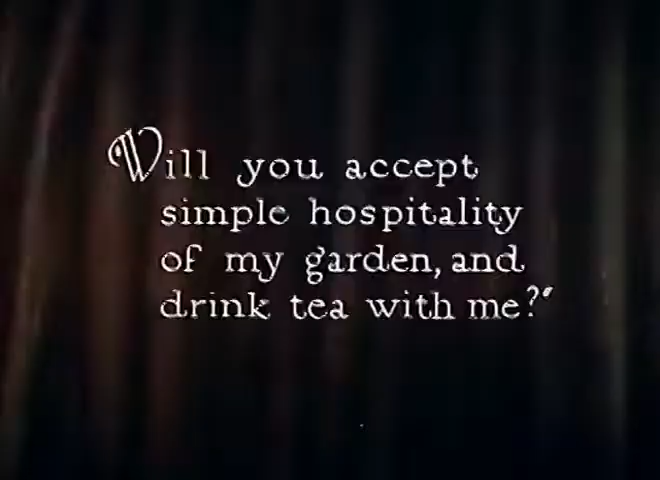 Will you accept
simple hospitality
of my garden, and
drink tea with me?"